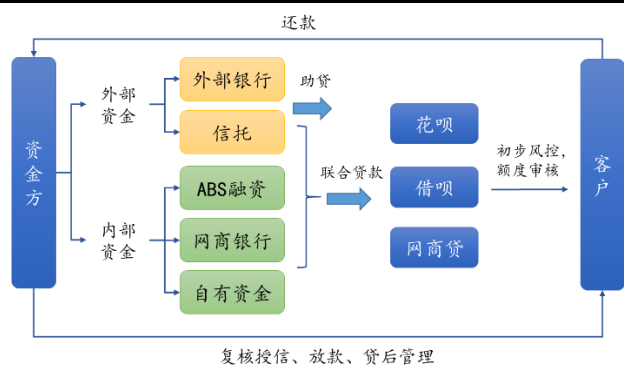 还款
资金方
外部
资金
内部
资金
外部银行
信托
ABS融资
网商银行
自有资金
助贷
联合贷款
花呗
借呗
网商贷
初步风控，
额度审核
客户
复核授信、放款、贷后管理